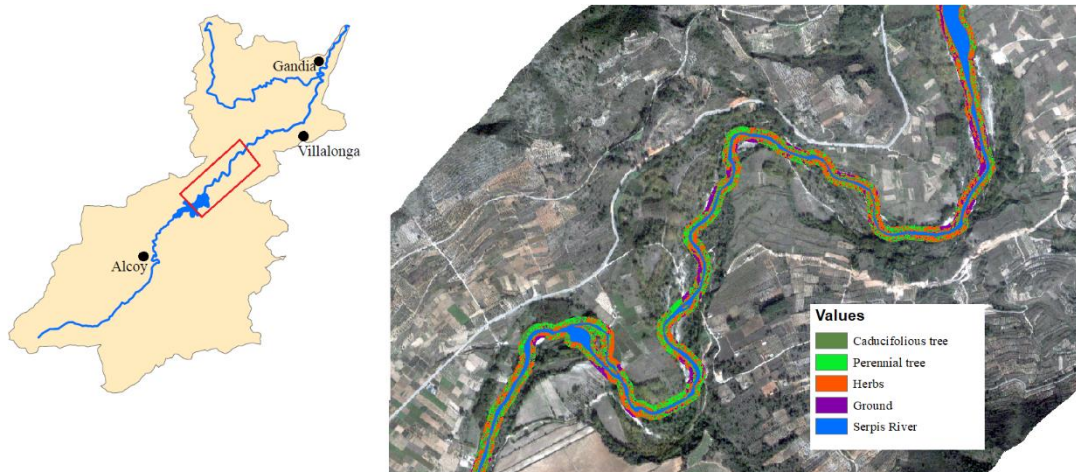 Gandia
Villalonga
Alcoy
Values
Caducifolious tree
Perennial tree
Herbs
Ground
Serpis River